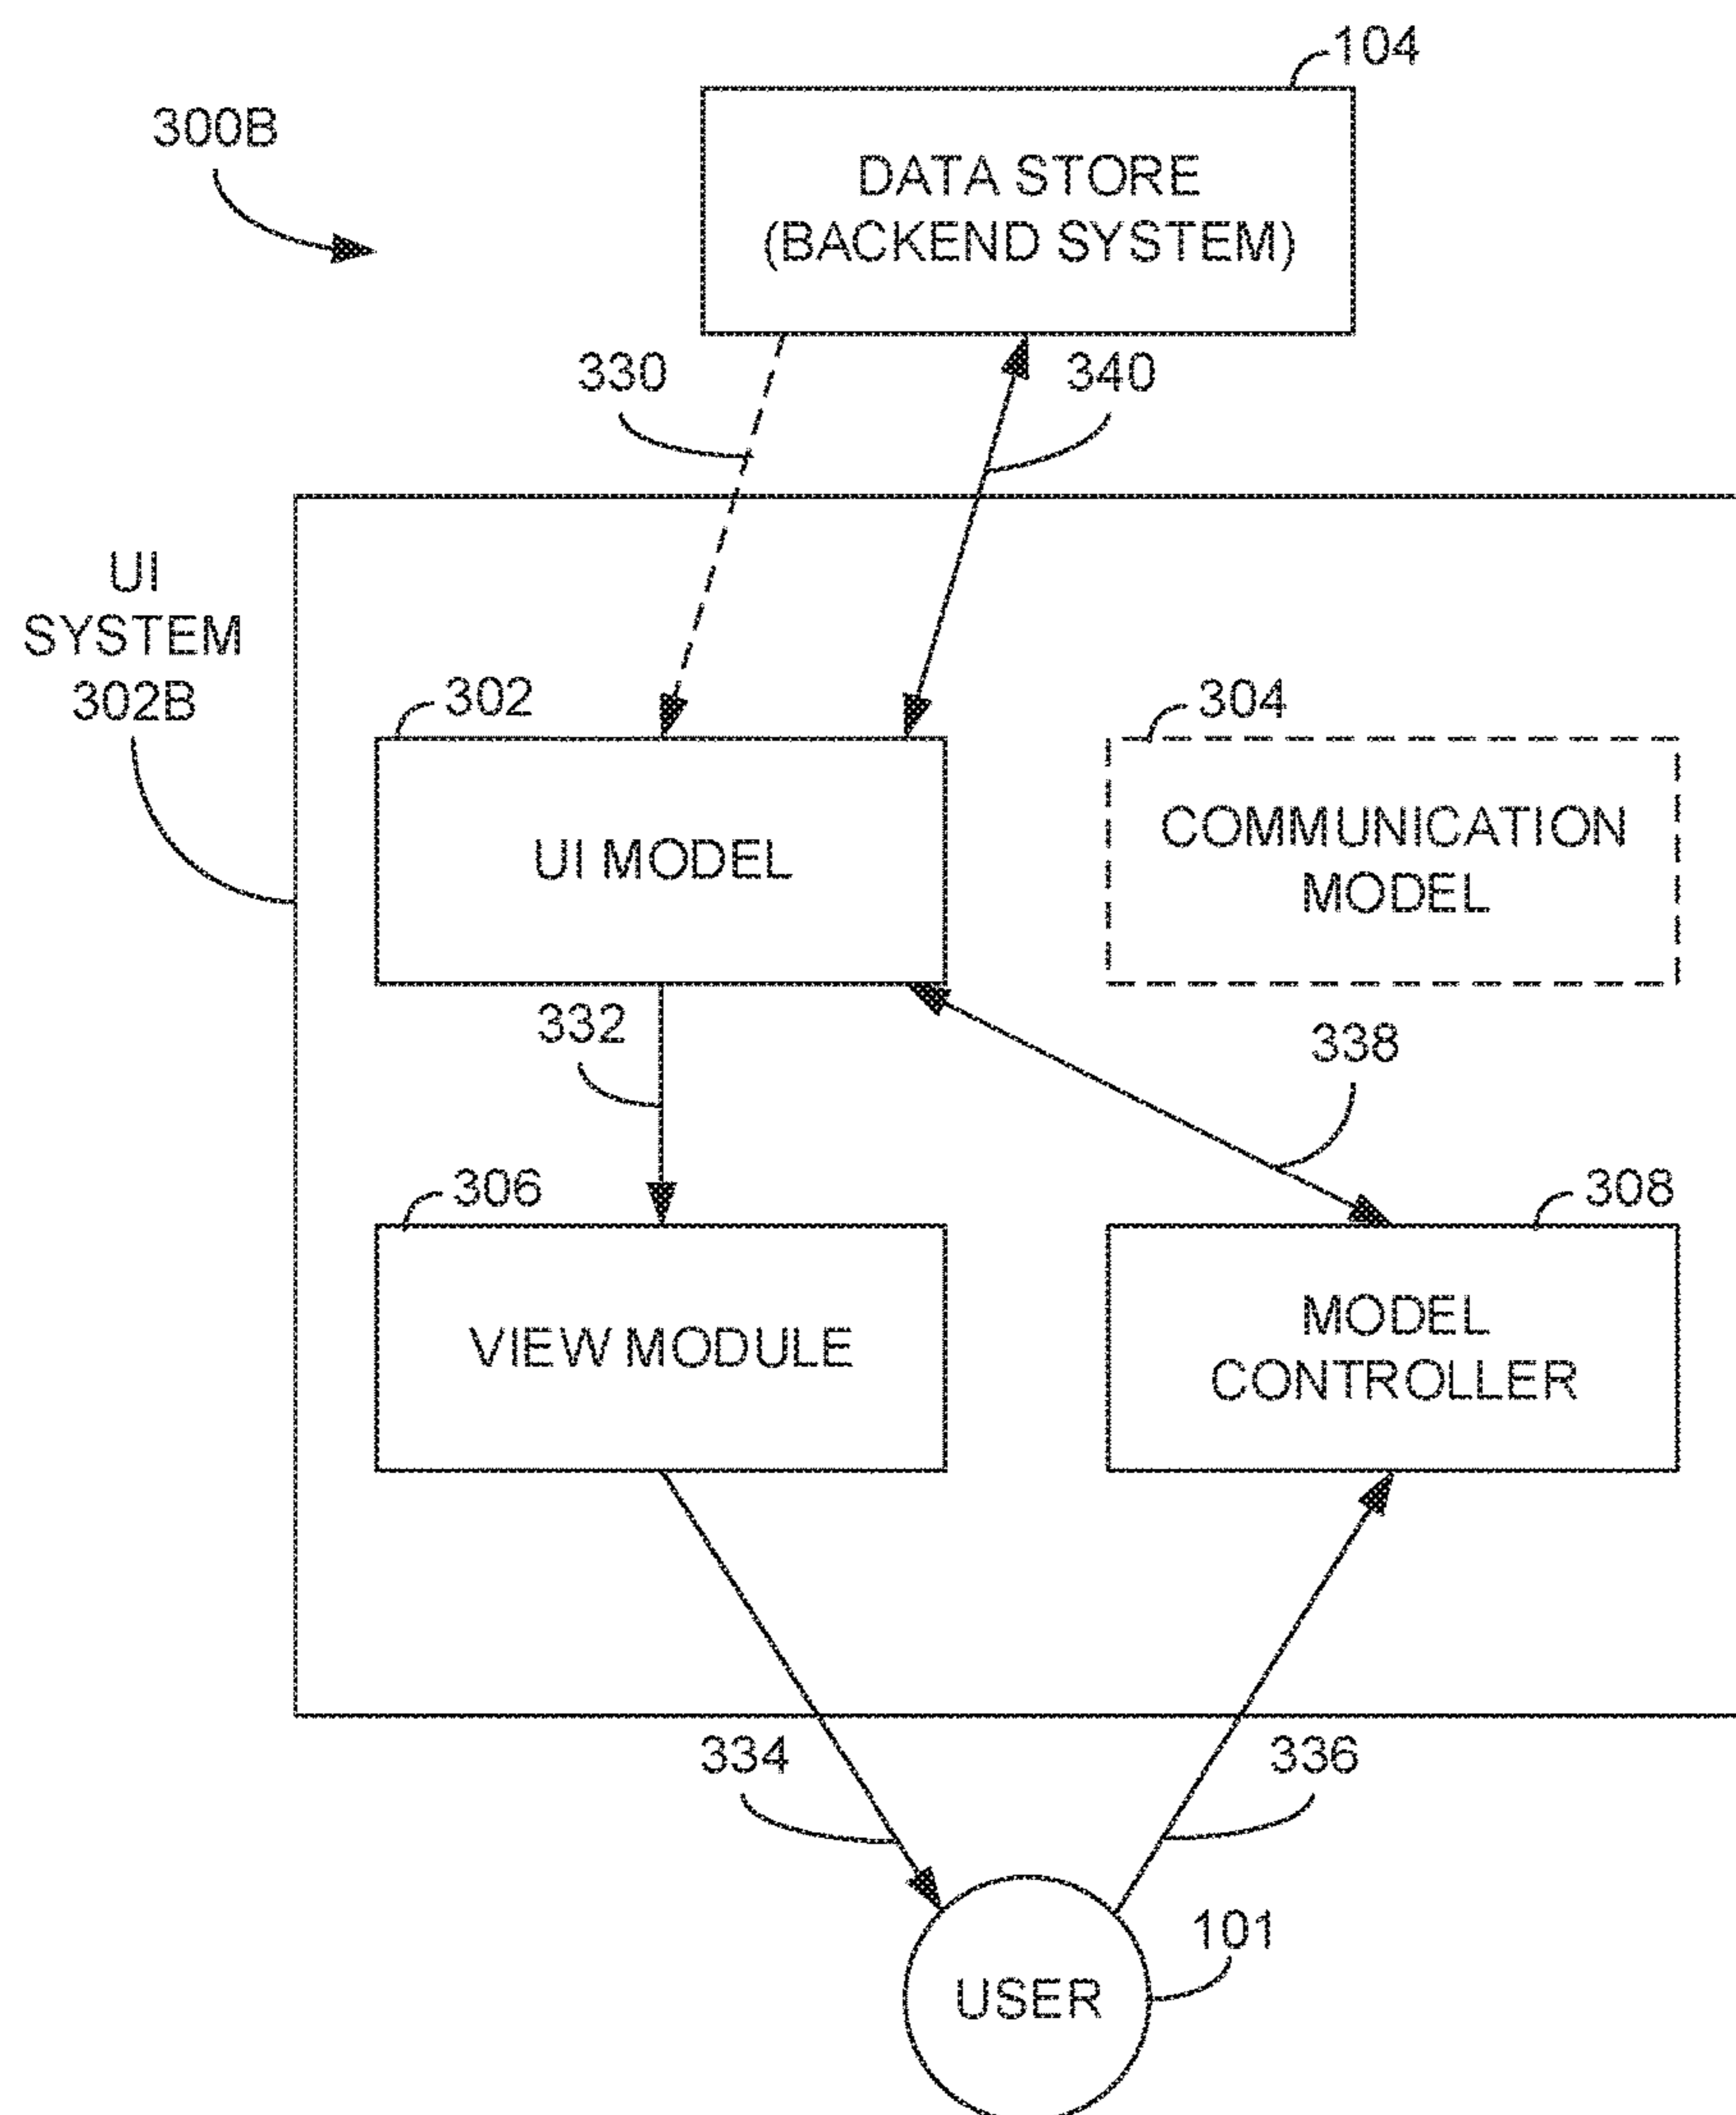 104
300B
DATA STORE
(BACKEND SYSTEM)
330
340
UI
SYSTEM
302B
302
304
UI MODEL
COMMUNICATION
MODEL
332
338
306
308
VIEW MODULE
MODEL
CONTROLLER
334
336
101
USER